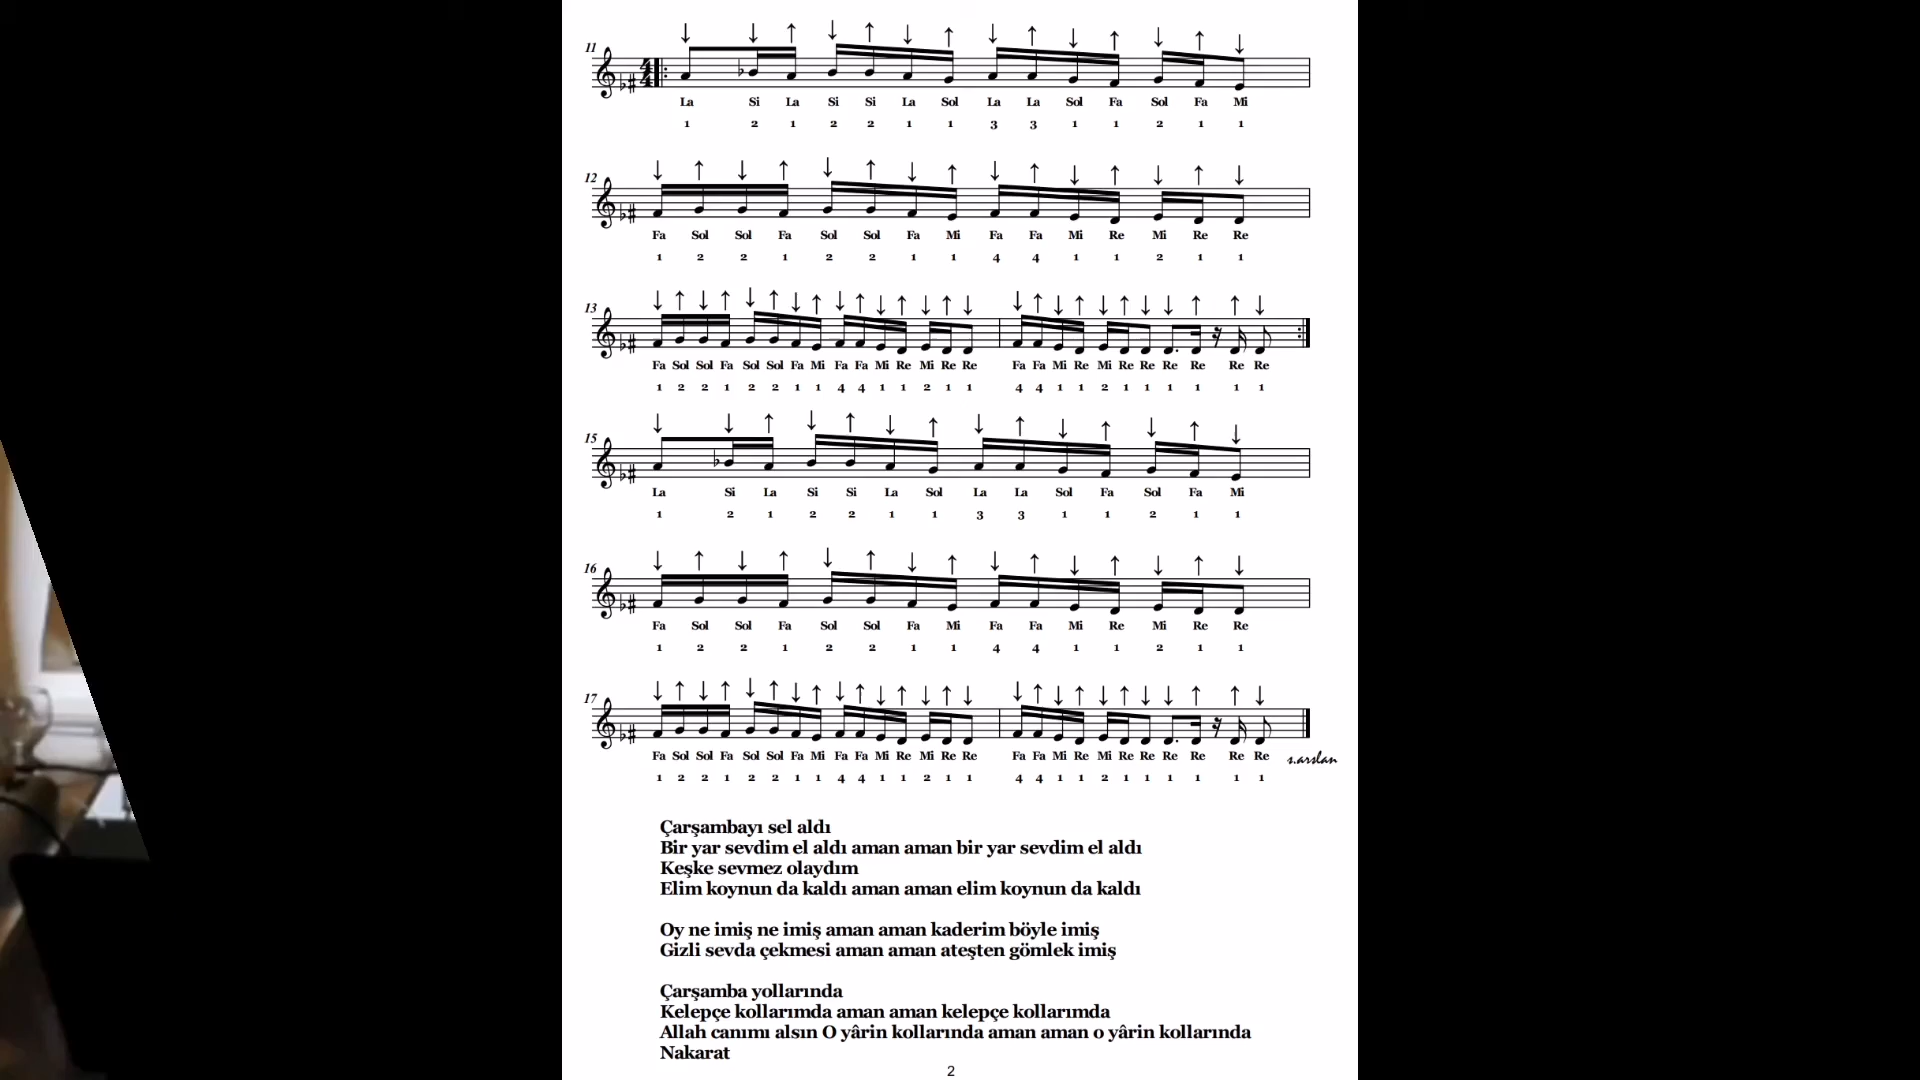 11
4 4
La Si La Si Si La Sol La La Sol Fa Sol Fa Mi
1 2 1 2 2 1 1 3 3 1 1 2 1 1
12
Fa Sol Sol Fa Sol Sol Fa Mi Fa Fa Mi Re Mi Re Re
1 2 2 1 2 2 1 1 4 4 1 1 2 1 1
13
Fa Sol Sol Fa Sol Sol Fa Mi Fa Fa Mi Re Mi Re Re Fa Fa Mi Re Mi Re Re Re Re Re Re
1 2 2 1 2 2 1 1 4 4 1 1 2 1 1 4 4 1 1 2 1 1 1 1 1 1
15
La Si La Si Si La Sol La La Sol Fa Sol Fa Mi
1 2 1 2 2 1 1 3 3 1 1 2 1 1
16
Fa Sol Sol Fa Sol Sol Fa Mi Fa Fa Mi Re Mi Re Re
1 2 2 1 2 2 1 1 4 4 1 1 2 1 1
17
Fa Sol Sol Fa Sol Sol Fa Mi Fa Fa Mi Re Mi Re Re Fa Fa Mi Re Mi Re Re Re Re Re Re s.arslan
1 2 2 1 2 2 1 1 4 4 1 1 2 1 1 4 4 1 1 2 1 1 1 1 1 1
Çarşambayı sel aldı
Bir yar sevdim el aldı aman aman bir yar sevdim el aldı
Keşke sevmez olaydım
Elim koynun da kaldı aman aman elim koynun da kaldı
Oy ne imiş ne imiş aman aman kaderim böyle imiş
Gizli sevda çekmesi aman aman ateşten gömlek imiş
Çarşamba yollarında
Kelepçe kollarımda aman aman kelepçe kollarımda
Allah canımı alsın O yârin kollarında aman aman o yârin kollarında
Nakarat
2